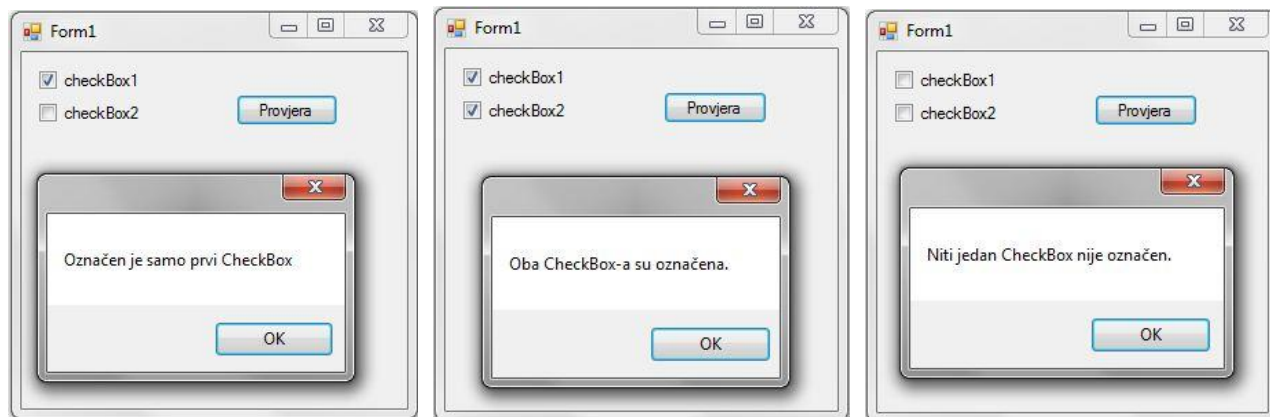 Form1
checkBox1
checkBox2
Provjera
Označen je samo prvi CheckBox
OK
Form1
checkBox1
checkBox2
Provjera
Oba CheckBox-a su označena.
OK
Form1
checkBox1
checkBox2
Provjera
Niti jedan CheckBox nije označen.
OK